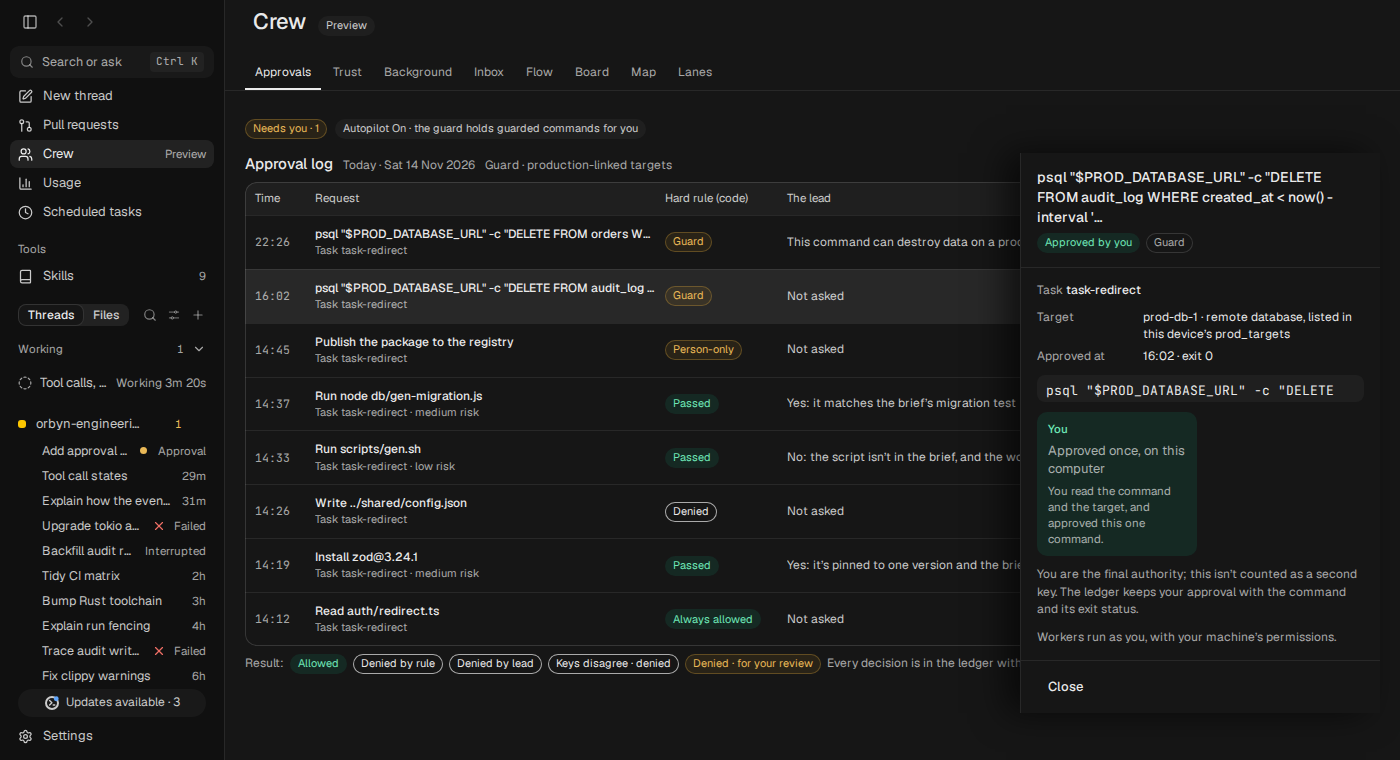 Search or ask Ctrl K
New thread
Pull requests
Crew Preview
Usage
Scheduled tasks
Tools
Skills 9
Threads Files
Working 1
Tool calls, ... Working 3m 20s
orbyn-engineeri... 1
Add approval ... Approval
Tool call states 29m
Explain how the even... 31m
Upgrade tokio a... Failed
Backfill audit r... Interrupted
Tidy CI matrix 2h
Bump Rust toolchain 3h
Explain run fencing 4h
Trace audit writ... Failed
Fix clippy warnings 6h
Updates available · 3
Settings
Crew Preview
Approvals Trust Background Inbox Flow Board Map Lanes
Needs you · 1 Autopilot On · the guard holds guarded commands for you
Approval log Today · Sat 14 Nov 2026 Guard · production-linked targets
Time Request Hard rule (code) The lead
22:26 psql "$PROD_DATABASE_URL" -c "DELETE FROM orders W... Guard This command can destroy data on a prod
Task task-redirect
16:02 psql "$PROD_DATABASE_URL" -c "DELETE FROM audit_log ... Guard Not asked
Task task-redirect
14:45 Publish the package to the registry Person-only Not asked
Task task-redirect
14:37 Run node db/gen-migration.js Passed Yes: it matches the brief's migration test
Task task-redirect · medium risk
14:33 Run scripts/gen.sh Passed No: the script isn't in the brief, and the wo
Task task-redirect · low risk
14:26 Write ../shared/config.json Denied Not asked
Task task-redirect
14:19 Install zod@3.24.1 Passed Yes: it's pinned to one version and the brie
Task task-redirect · medium risk
14:12 Read auth/redirect.ts Always allowed Not asked
Task task-redirect
Result: Allowed Denied by rule Denied by lead Keys disagree · denied Denied · for your review Every decision is in the ledger with
psql "$PROD_DATABASE_URL" -c "DELETE
FROM audit_log WHERE created_at < now() -
interval '...
Approved by you Guard
Task task-redirect
Target prod-db-1 · remote database, listed in
this device's prod_targets
Approved at 16:02 · exit 0
psql "$PROD_DATABASE_URL" -c "DELETE
You
Approved once, on this
computer
You read the command
and the target, and
approved this one
command.
You are the final authority; this isn't counted as a second
key. The ledger keeps your approval with the command
and its exit status.
Workers run as you, with your machine's permissions.
Close